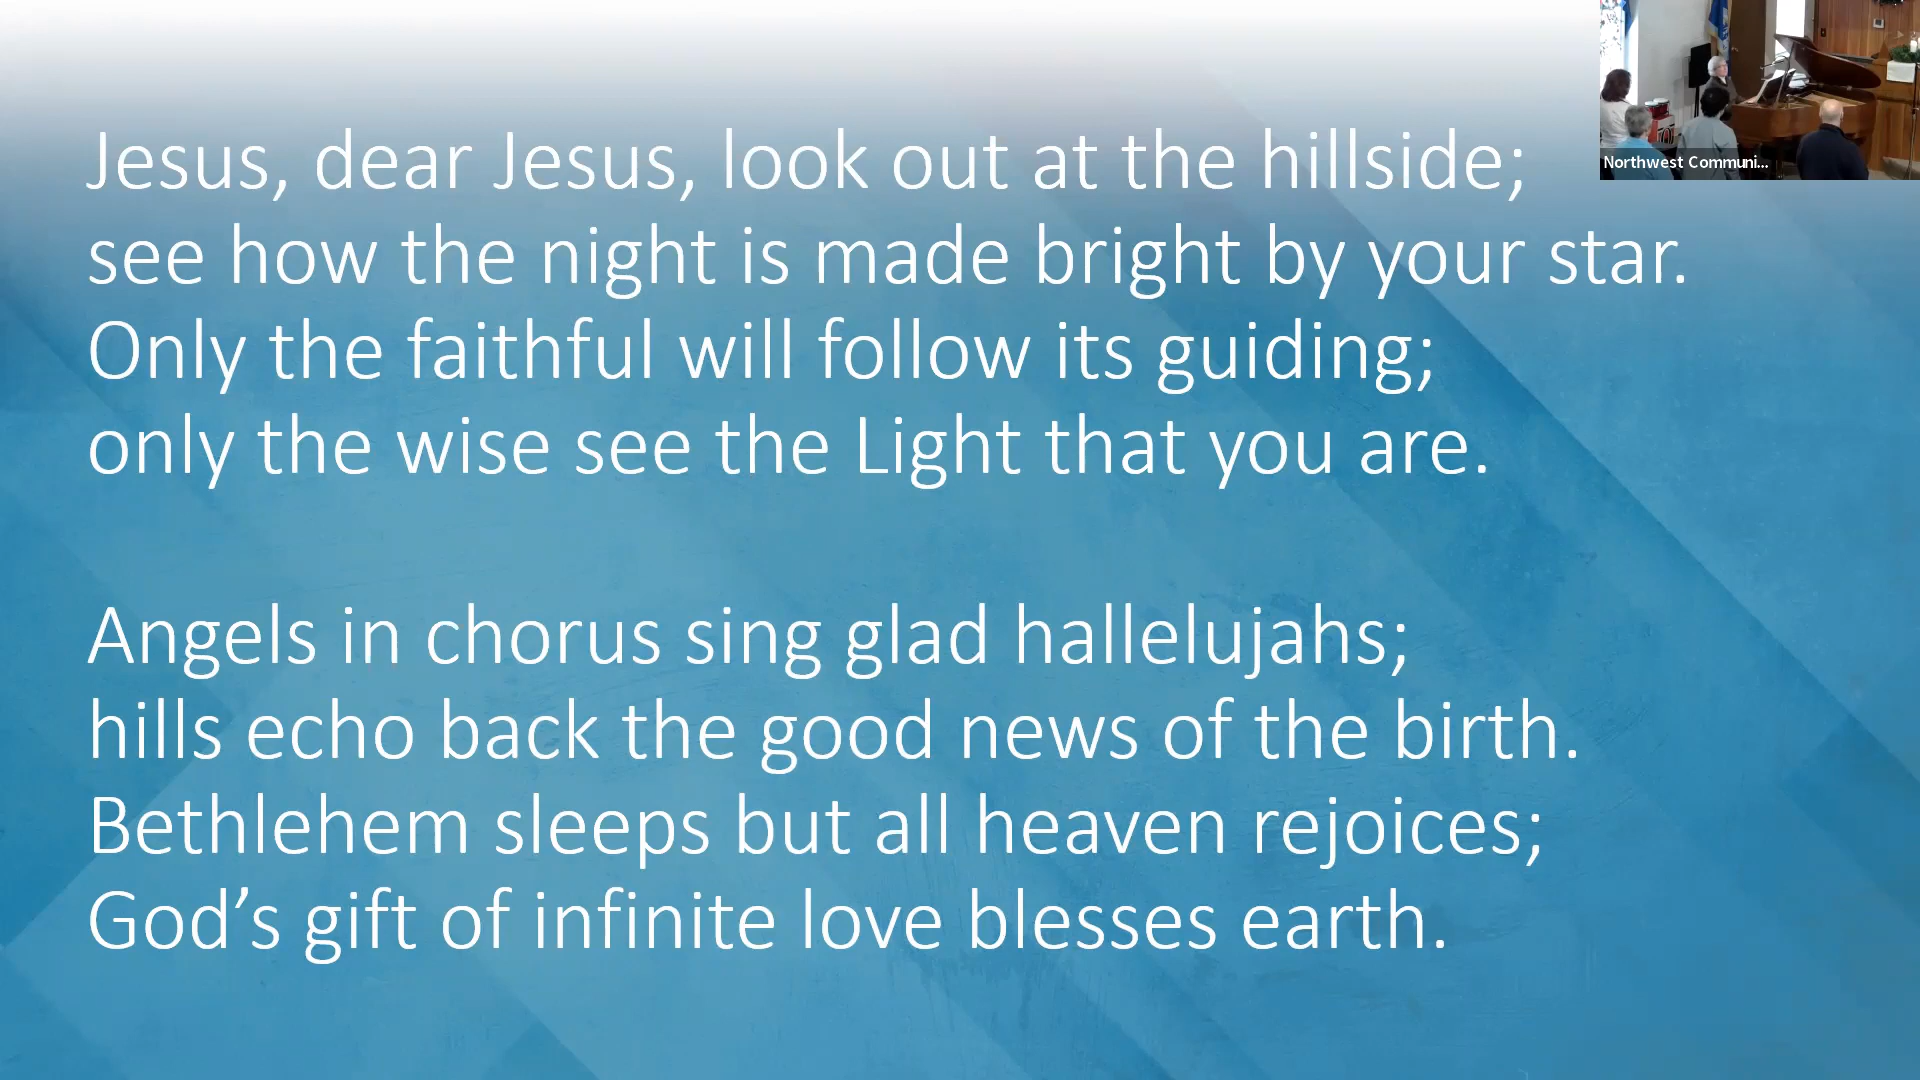 Jesus, dear Jesus, look out at the hillside;
see how the night is made bright by your star.
Only the faithful will follow its guiding;
only the wise see the Light that you are.
Angels in chorus sing glad hallelujahs;
hills echo back the good news of the birth.
Bethlehem sleeps but all heaven rejoices;
God’s gift of infinite love blesses earth.
Northwest Communi...